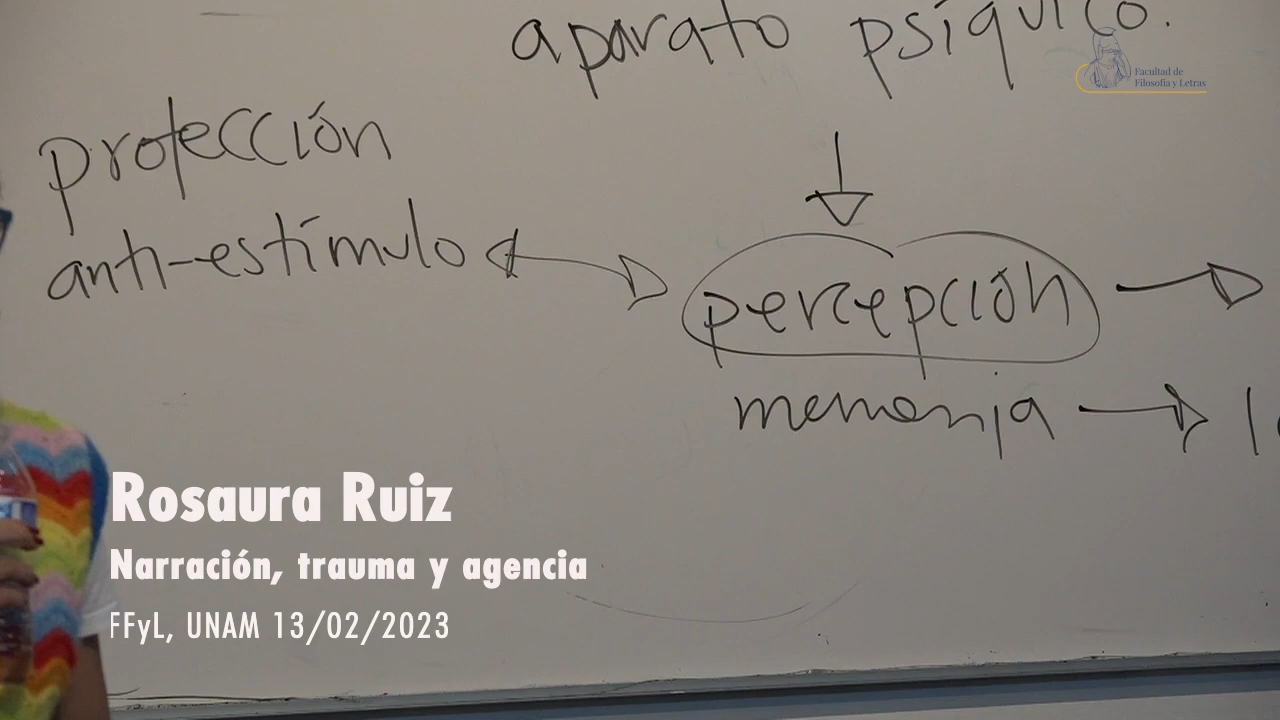 aparato psíquico.
Facultad de
Filosofía y Letras
protección
anti-estímulo
percepción
memoria
Rosaura Ruiz
Narración, trauma y agencia
FFyL, UNAM 13/02/2023